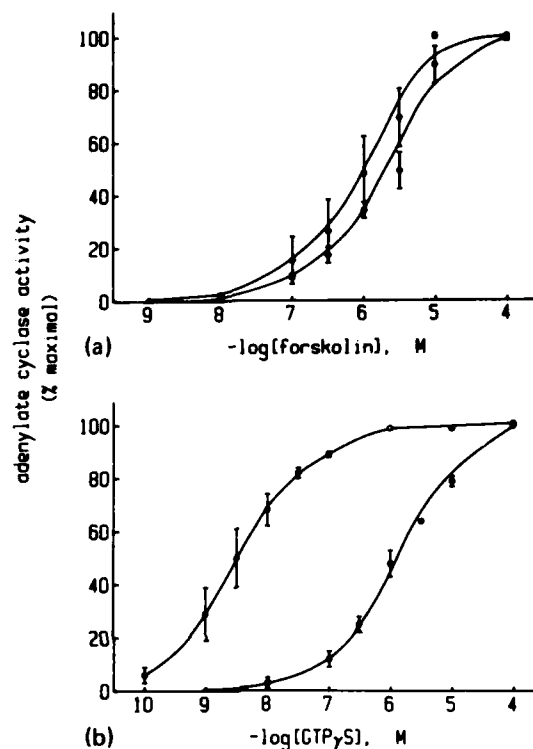 adenylate cyclase activity
(% maximal)
100
80
60
40
20
0
9 8 7 6 5 4
(a) -log[forskolin], M
100
80
60
40
20
0
10 9 8 7 6 5 4
(b) -log[GTPγS], M